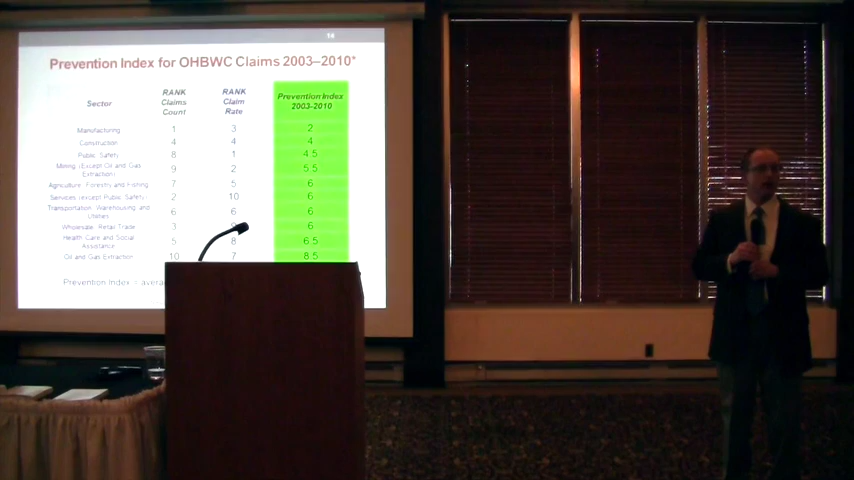 14
Prevention Index for OHBWC Claims 2003–2010*
Sector RANK Claims Count RANK Claim Rate Prevention Index 2003-2010
Manufacturing 1 3 2
Construction 4 4 4
Public Safety 8 1 4.5
Mining (Except Oil and Gas Extraction) 9 2 5.5
Agriculture, Forestry and Fishing 7 5 6
Services (except Public Safety) 2 10 6
Transportation, Warehousing and Utilities 6 6 6
Wholesale, Retail Trade 3 6
Health Care and Social Assistance 5 8 6.5
Oil and Gas Extraction 10 7 8.5
Prevention Index =